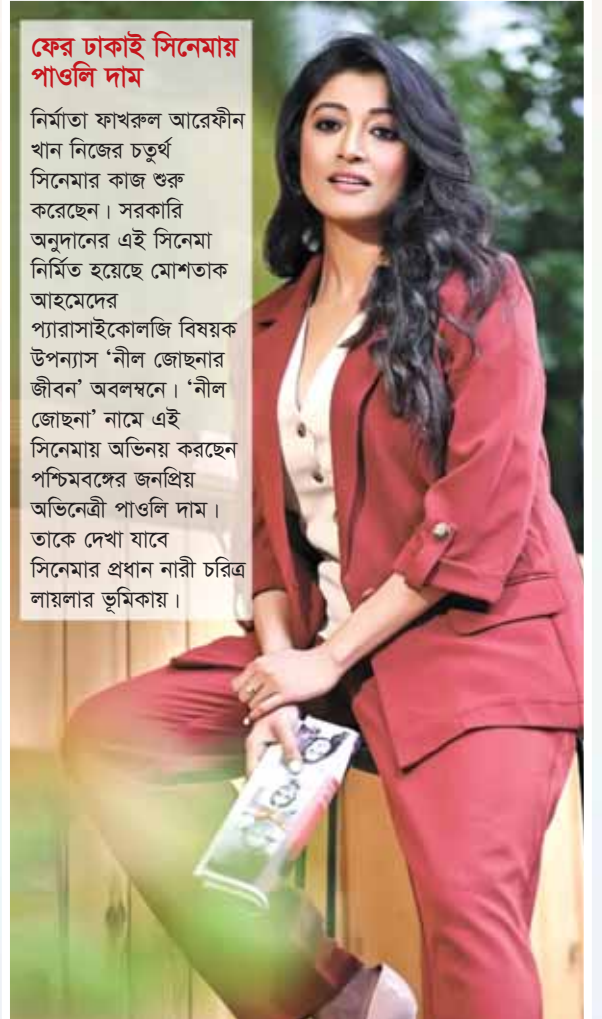 ফের ঢাকাই সিনেমায়
পাওলি দাম
নির্মাতা ফাখরুল আরেফীন
খান নিজের চতুর্থ
সিনেমার কাজ শুরু
করেছেন। সরকারি
অনুদানের এই সিনেমা
নির্মিত হয়েছে মোশতাক
আহমেদের
প্যারাসাইকোলজি বিষয়ক
উপন্যাস ‘নীল জোছনার
জীবন’ অবলম্বনে। ‘নীল
জোছনা’ নামে এই
সিনেমায় অভিনয় করছেন
পশ্চিমবঙ্গের জনপ্রিয়
অভিনেত্রী পাওলি দাম।
তাকে দেখা যাবে
সিনেমার প্রধান নারী চরিত্র
লায়লার ভূমিকায়।